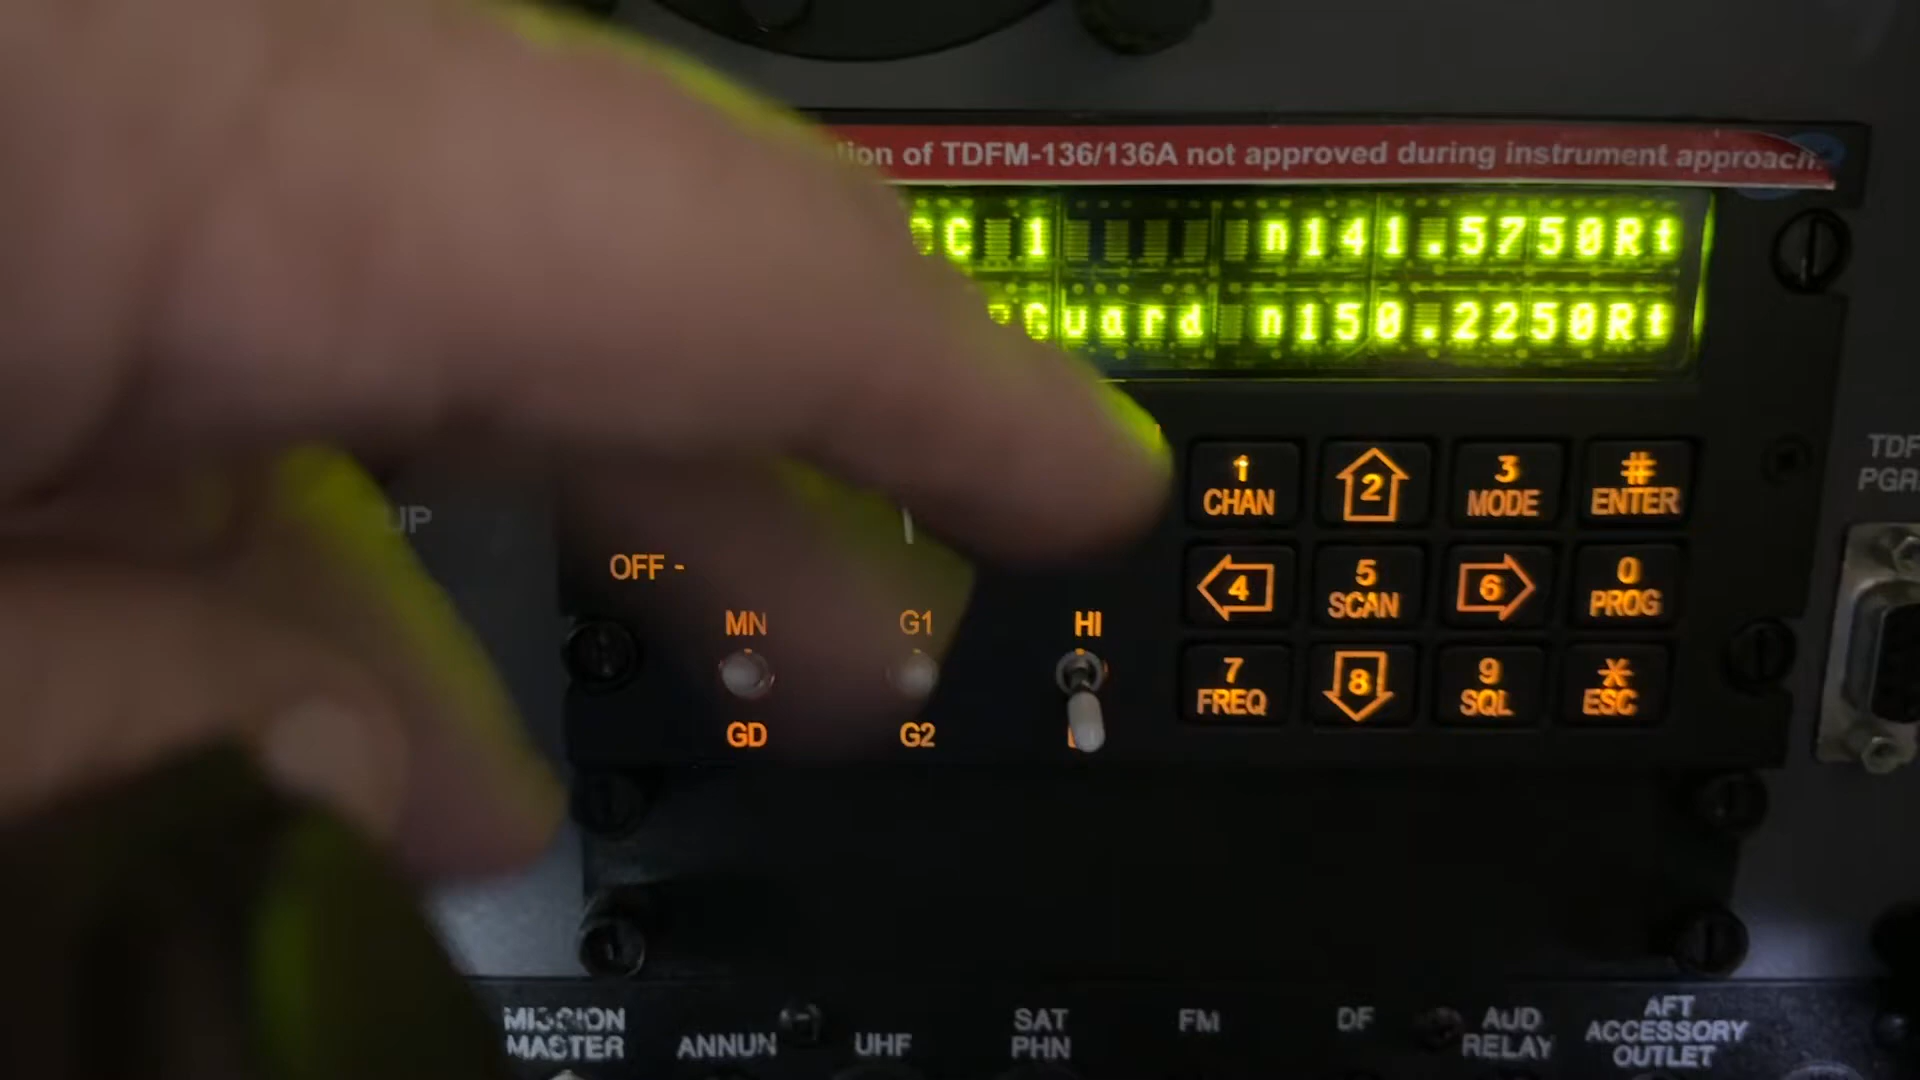 of TDFM-136/136A not approved during instrument approach.
C 1 n141.5750Rt
Guard n150.2250Rt
1 CHAN
2
3 MODE
# ENTER
4
5 SCAN
6
0 PROG
7 FREQ
8
9 SQL
* ESC
UP
OFF -
MN
G1
HI
GD
G2
MISSION MASTER
ANNUN
UHF
SAT PHN
FM
DF
AUD RELAY
AFT ACCESSORY OUTLET